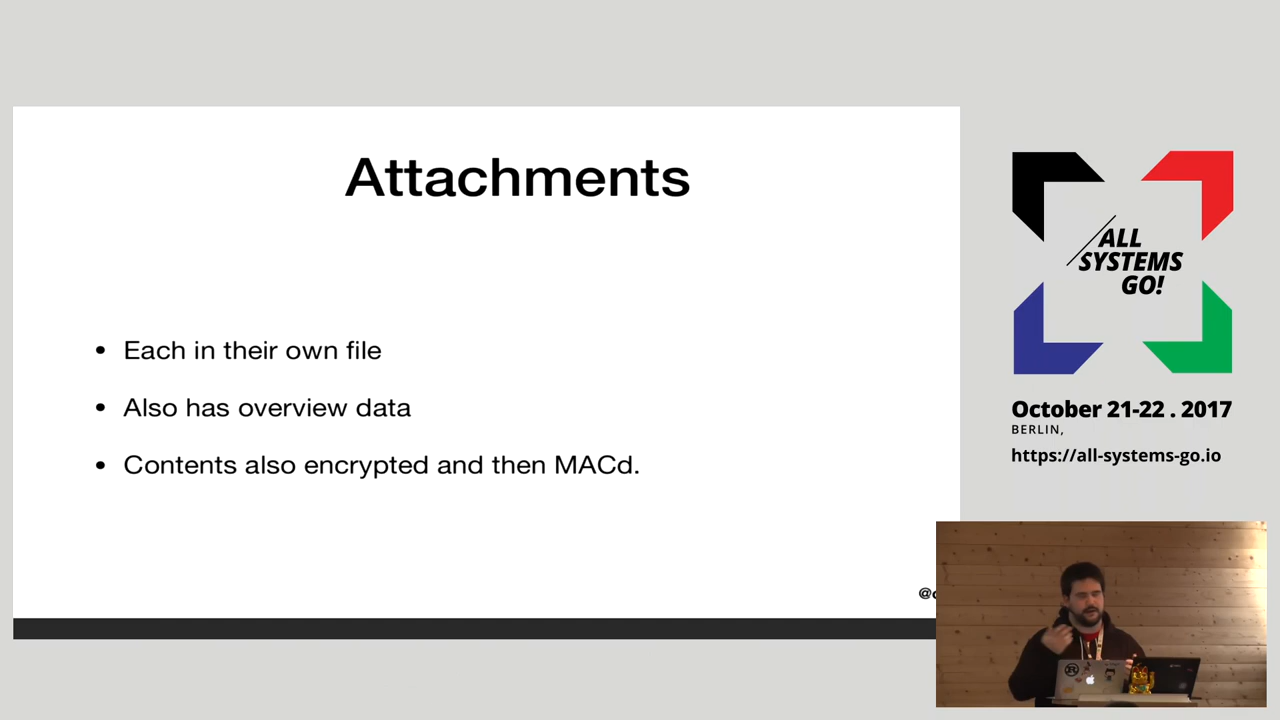 Attachments
• Each in their own file
• Also has overview data
• Contents also encrypted and then MACd.
ALL
SYSTEMS
GO!
October 21-22 . 2017
BERLIN,
https://all-systems-go.io